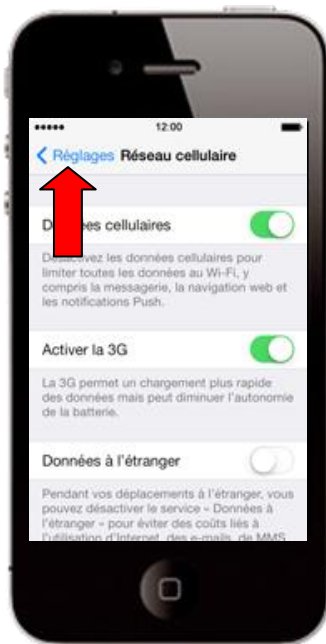 12:00
Réglages Réseau cellulaire
cellulaires
les données cellulaires pour
limiter toutes les données au Wi-Fi, y
compris la messagerie, la navigation web et
les notifications Push.
Activer la 3G
La 3G permet un chargement plus rapide
des données mais peut diminuer l'autonomie
de la batterie.
Données à l'étranger
Pendant vos déplacements à l'étranger, vous
pouvez désactiver le service « Données à
l'étranger » pour éviter des coûts liés à
l'utilisation d'Internet, des e-mails, de MMS